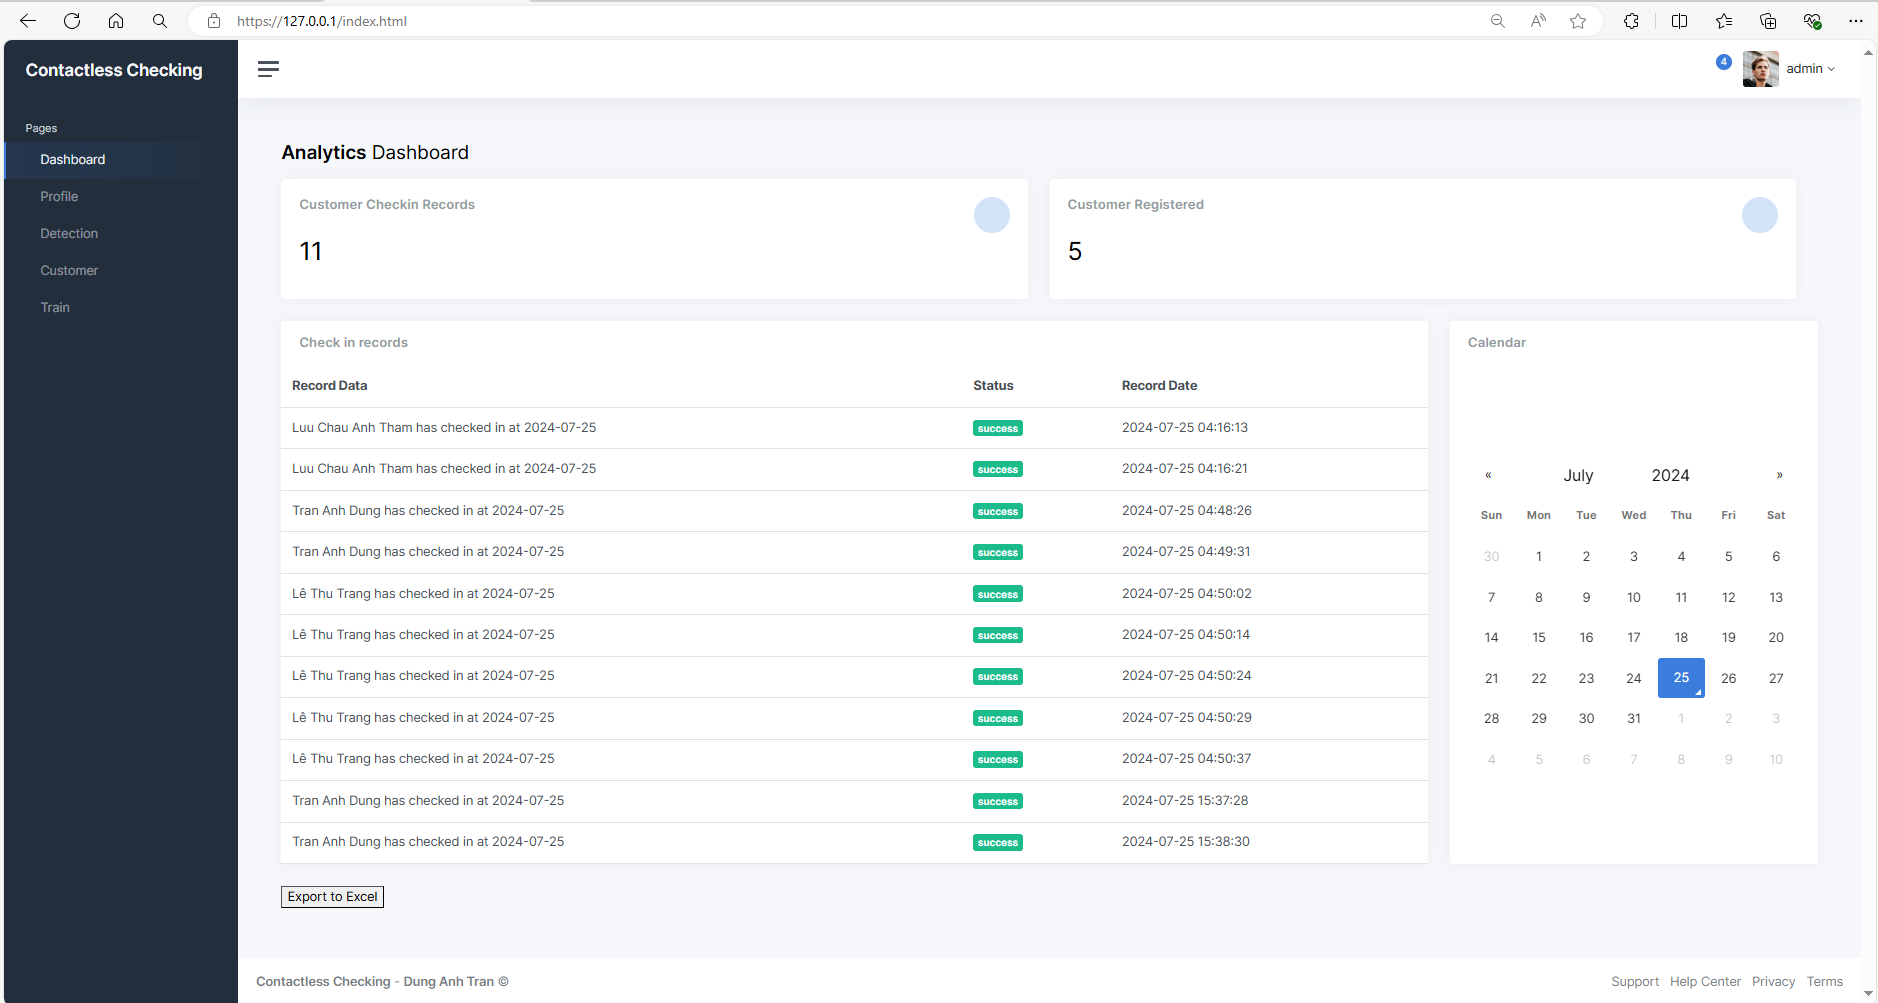 https://127.0.0.1/index.html
Contactless Checking
4
admin
Pages
Dashboard
Profile
Detection
Customer
Train
Analytics Dashboard
Customer Checkin Records
11
Customer Registered
5
Check in records
Record Data Status Record Date
Luu Chau Anh Tham has checked in at 2024-07-25 success 2024-07-25 04:16:13
Luu Chau Anh Tham has checked in at 2024-07-25 success 2024-07-25 04:16:21
Tran Anh Dung has checked in at 2024-07-25 success 2024-07-25 04:48:26
Tran Anh Dung has checked in at 2024-07-25 success 2024-07-25 04:49:31
Lê Thu Trang has checked in at 2024-07-25 success 2024-07-25 04:50:02
Lê Thu Trang has checked in at 2024-07-25 success 2024-07-25 04:50:14
Lê Thu Trang has checked in at 2024-07-25 success 2024-07-25 04:50:24
Lê Thu Trang has checked in at 2024-07-25 success 2024-07-25 04:50:29
Lê Thu Trang has checked in at 2024-07-25 success 2024-07-25 04:50:37
Tran Anh Dung has checked in at 2024-07-25 success 2024-07-25 15:37:28
Tran Anh Dung has checked in at 2024-07-25 success 2024-07-25 15:38:30
Export to Excel
Calendar
« July 2024 »
Sun Mon Tue Wed Thu Fri Sat
30 1 2 3 4 5 6
7 8 9 10 11 12 13
14 15 16 17 18 19 20
21 22 23 24 25 26 27
28 29 30 31 1 2 3
4 5 6 7 8 9 10
Contactless Checking - Dung Anh Tran ©
Support Help Center Privacy Terms